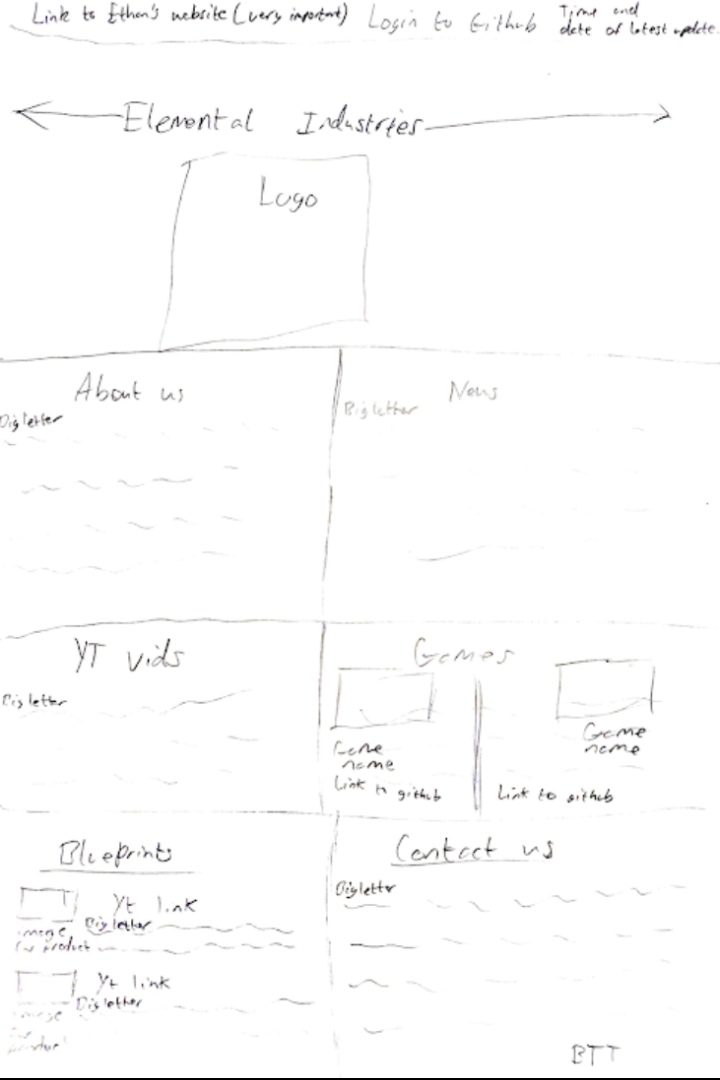 Link to Ethan's website (very important) Login to Github Time and
date of latest update.
Elemental Industries
Logo
About us
Big letter
News
Big letter
YT vids
Big letter
Games
Game
name
Link to github
Game
name
Link to github
Blueprints
Yt link
image Big letter
for product
Yt link
image Big letter
for
product
Contact us
Big letter
BTT